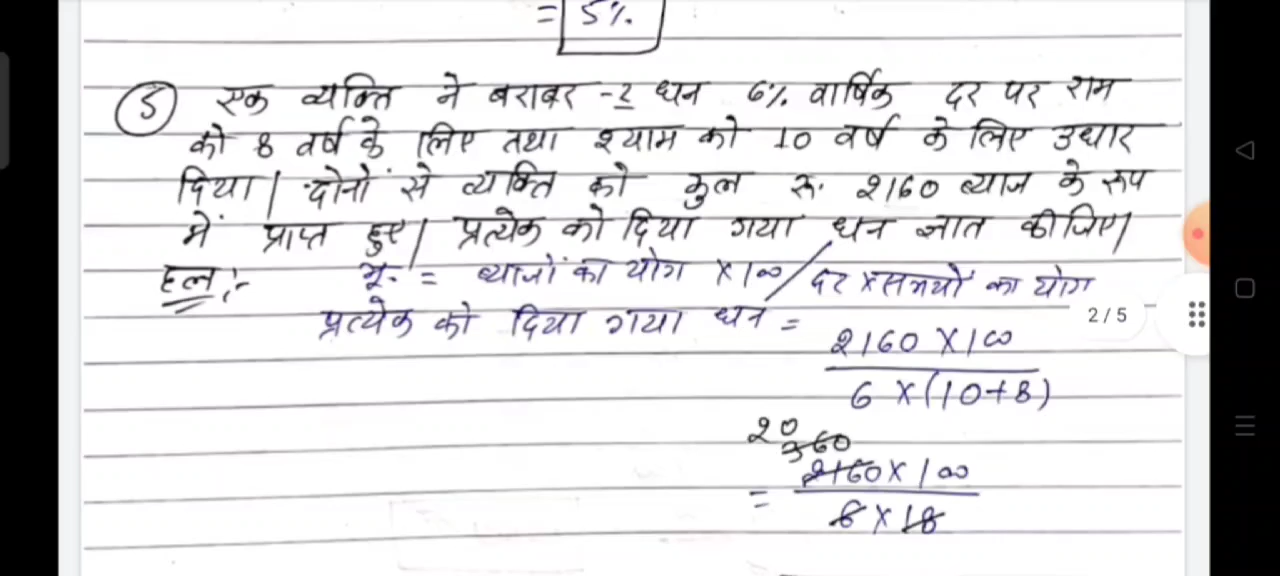 = 5%
5 एक व्यक्ति ने बराबर -२ धन 6% वार्षिक दर पर राम
को 8 वर्ष के लिए तथा श्याम को 10 वर्ष के लिए उधार
दिया। दोनों से व्यक्ति को कुल रू. 2160 ब्याज के रूप
में प्राप्त हुए। प्रत्येक को दिया गया धन ज्ञात कीजिए।
हल:- मू. = ब्याजों का योग × 100 / दर × समयों का योग
प्रत्येक को दिया गया धन =
2160 × 100
6 × (10+8)
2/5
20
360
= 2160 × 100
6 × 18